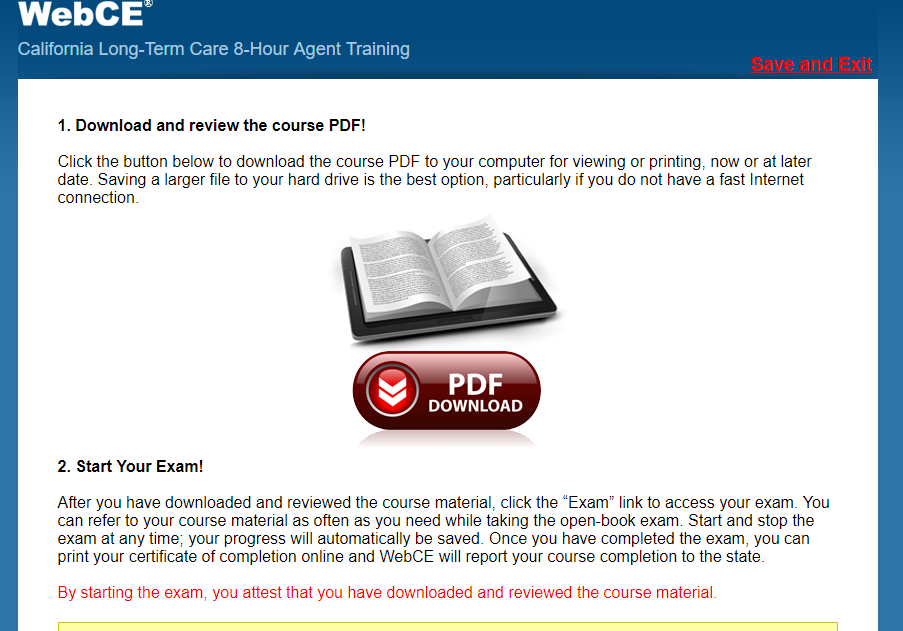 WebCE®
California Long-Term Care 8-Hour Agent Training
Save and Exit
1. Download and review the course PDF!
Click the button below to download the course PDF to your computer for viewing or printing, now or at later
date. Saving a larger file to your hard drive is the best option, particularly if you do not have a fast Internet
connection.
PDF
DOWNLOAD
2. Start Your Exam!
After you have downloaded and reviewed the course material, click the “Exam” link to access your exam. You
can refer to your course material as often as you need while taking the open-book exam. Start and stop the
exam at any time; your progress will automatically be saved. Once you have completed the exam, you can
print your certificate of completion online and WebCE will report your course completion to the state.
By starting the exam, you attest that you have downloaded and reviewed the course material.